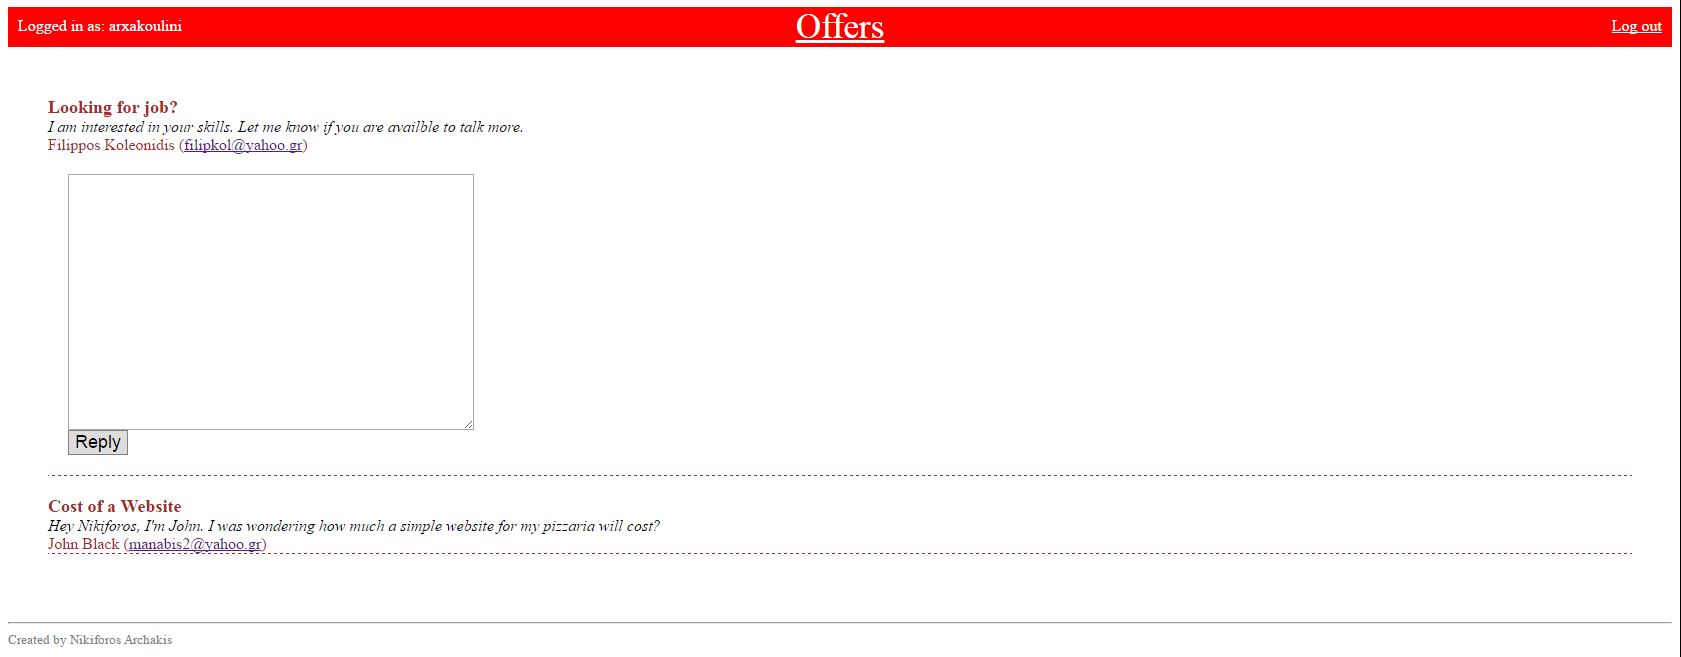 Logged in as: arxakoulini
Offers
Log out
Looking for job?
I am interested in your skills. Let me know if you are availble to talk more.
Filippos Koleonidis (filipkol@yahoo.gr)
Reply
Cost of a Website
Hey Nikiforos, I'm John. I was wondering how much a simple website for my pizzaria will cost?
John Black (manabis2@yahoo.gr)
Created by Nikiforos Archakis